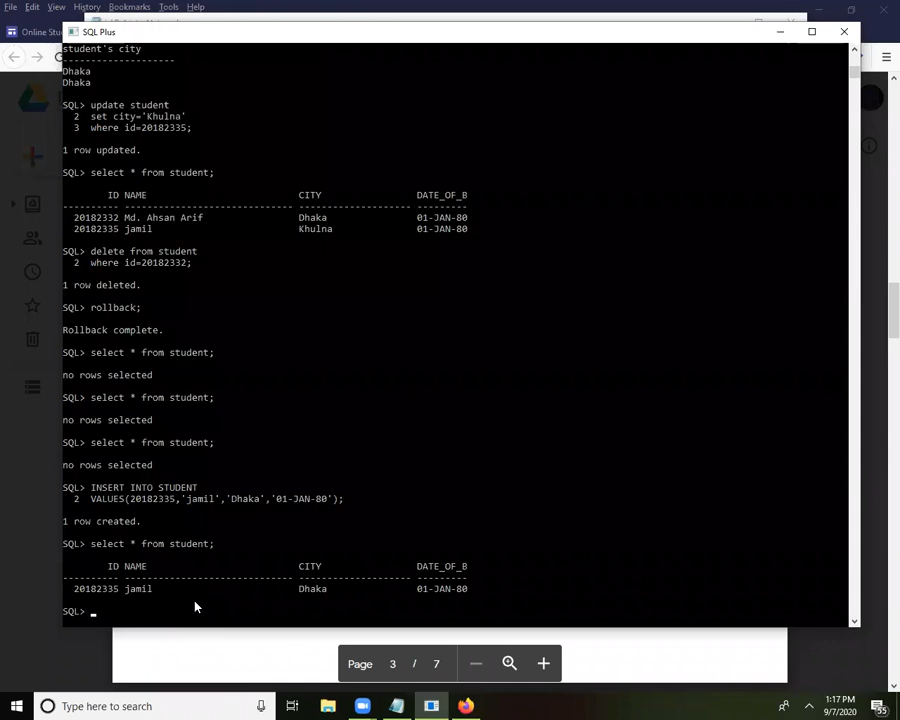 File Edit View History Bookmarks Tools Help
SQL Plus
Online Stu
student's city
--------------------
Dhaka
Dhaka
SQL> update student
2 set city='Khulna'
3 where id=20182335;
1 row updated.
SQL> select * from student;
ID NAME CITY DATE_OF_B
---------- ------------------------------ -------------------- ---------
20182332 Md. Ahsan Arif Dhaka 01-JAN-80
20182335 jamil Khulna 01-JAN-80
SQL> delete from student
2 where id=20182332;
1 row deleted.
SQL> rollback;
Rollback complete.
SQL> select * from student;
no rows selected
SQL> select * from student;
no rows selected
SQL> select * from student;
no rows selected
SQL> INSERT INTO STUDENT
2 VALUES(20182335,'jamil','Dhaka','01-JAN-80');
1 row created.
SQL> select * from student;
ID NAME CITY DATE_OF_B
---------- ------------------------------ -------------------- ---------
20182335 jamil Dhaka 01-JAN-80
SQL>
Page 3 / 7
Type here to search
1:17 PM
9/7/2020
55